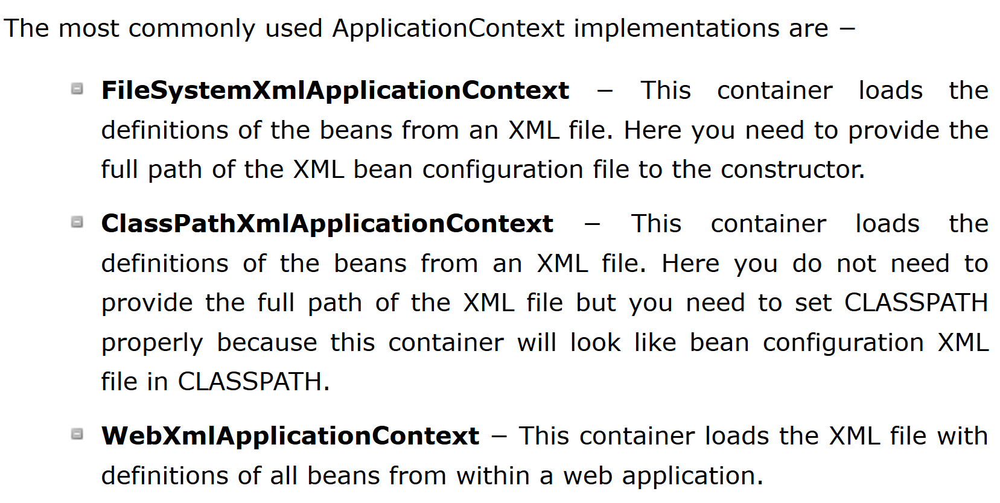 The most commonly used ApplicationContext implementations are −
FileSystemXmlApplicationContext − This container loads the
definitions of the beans from an XML file. Here you need to provide the
full path of the XML bean configuration file to the constructor.
ClassPathXmlApplicationContext − This container loads the
definitions of the beans from an XML file. Here you do not need to
provide the full path of the XML file but you need to set CLASSPATH
properly because this container will look like bean configuration XML
file in CLASSPATH.
WebXmlApplicationContext − This container loads the XML file with
definitions of all beans from within a web application.